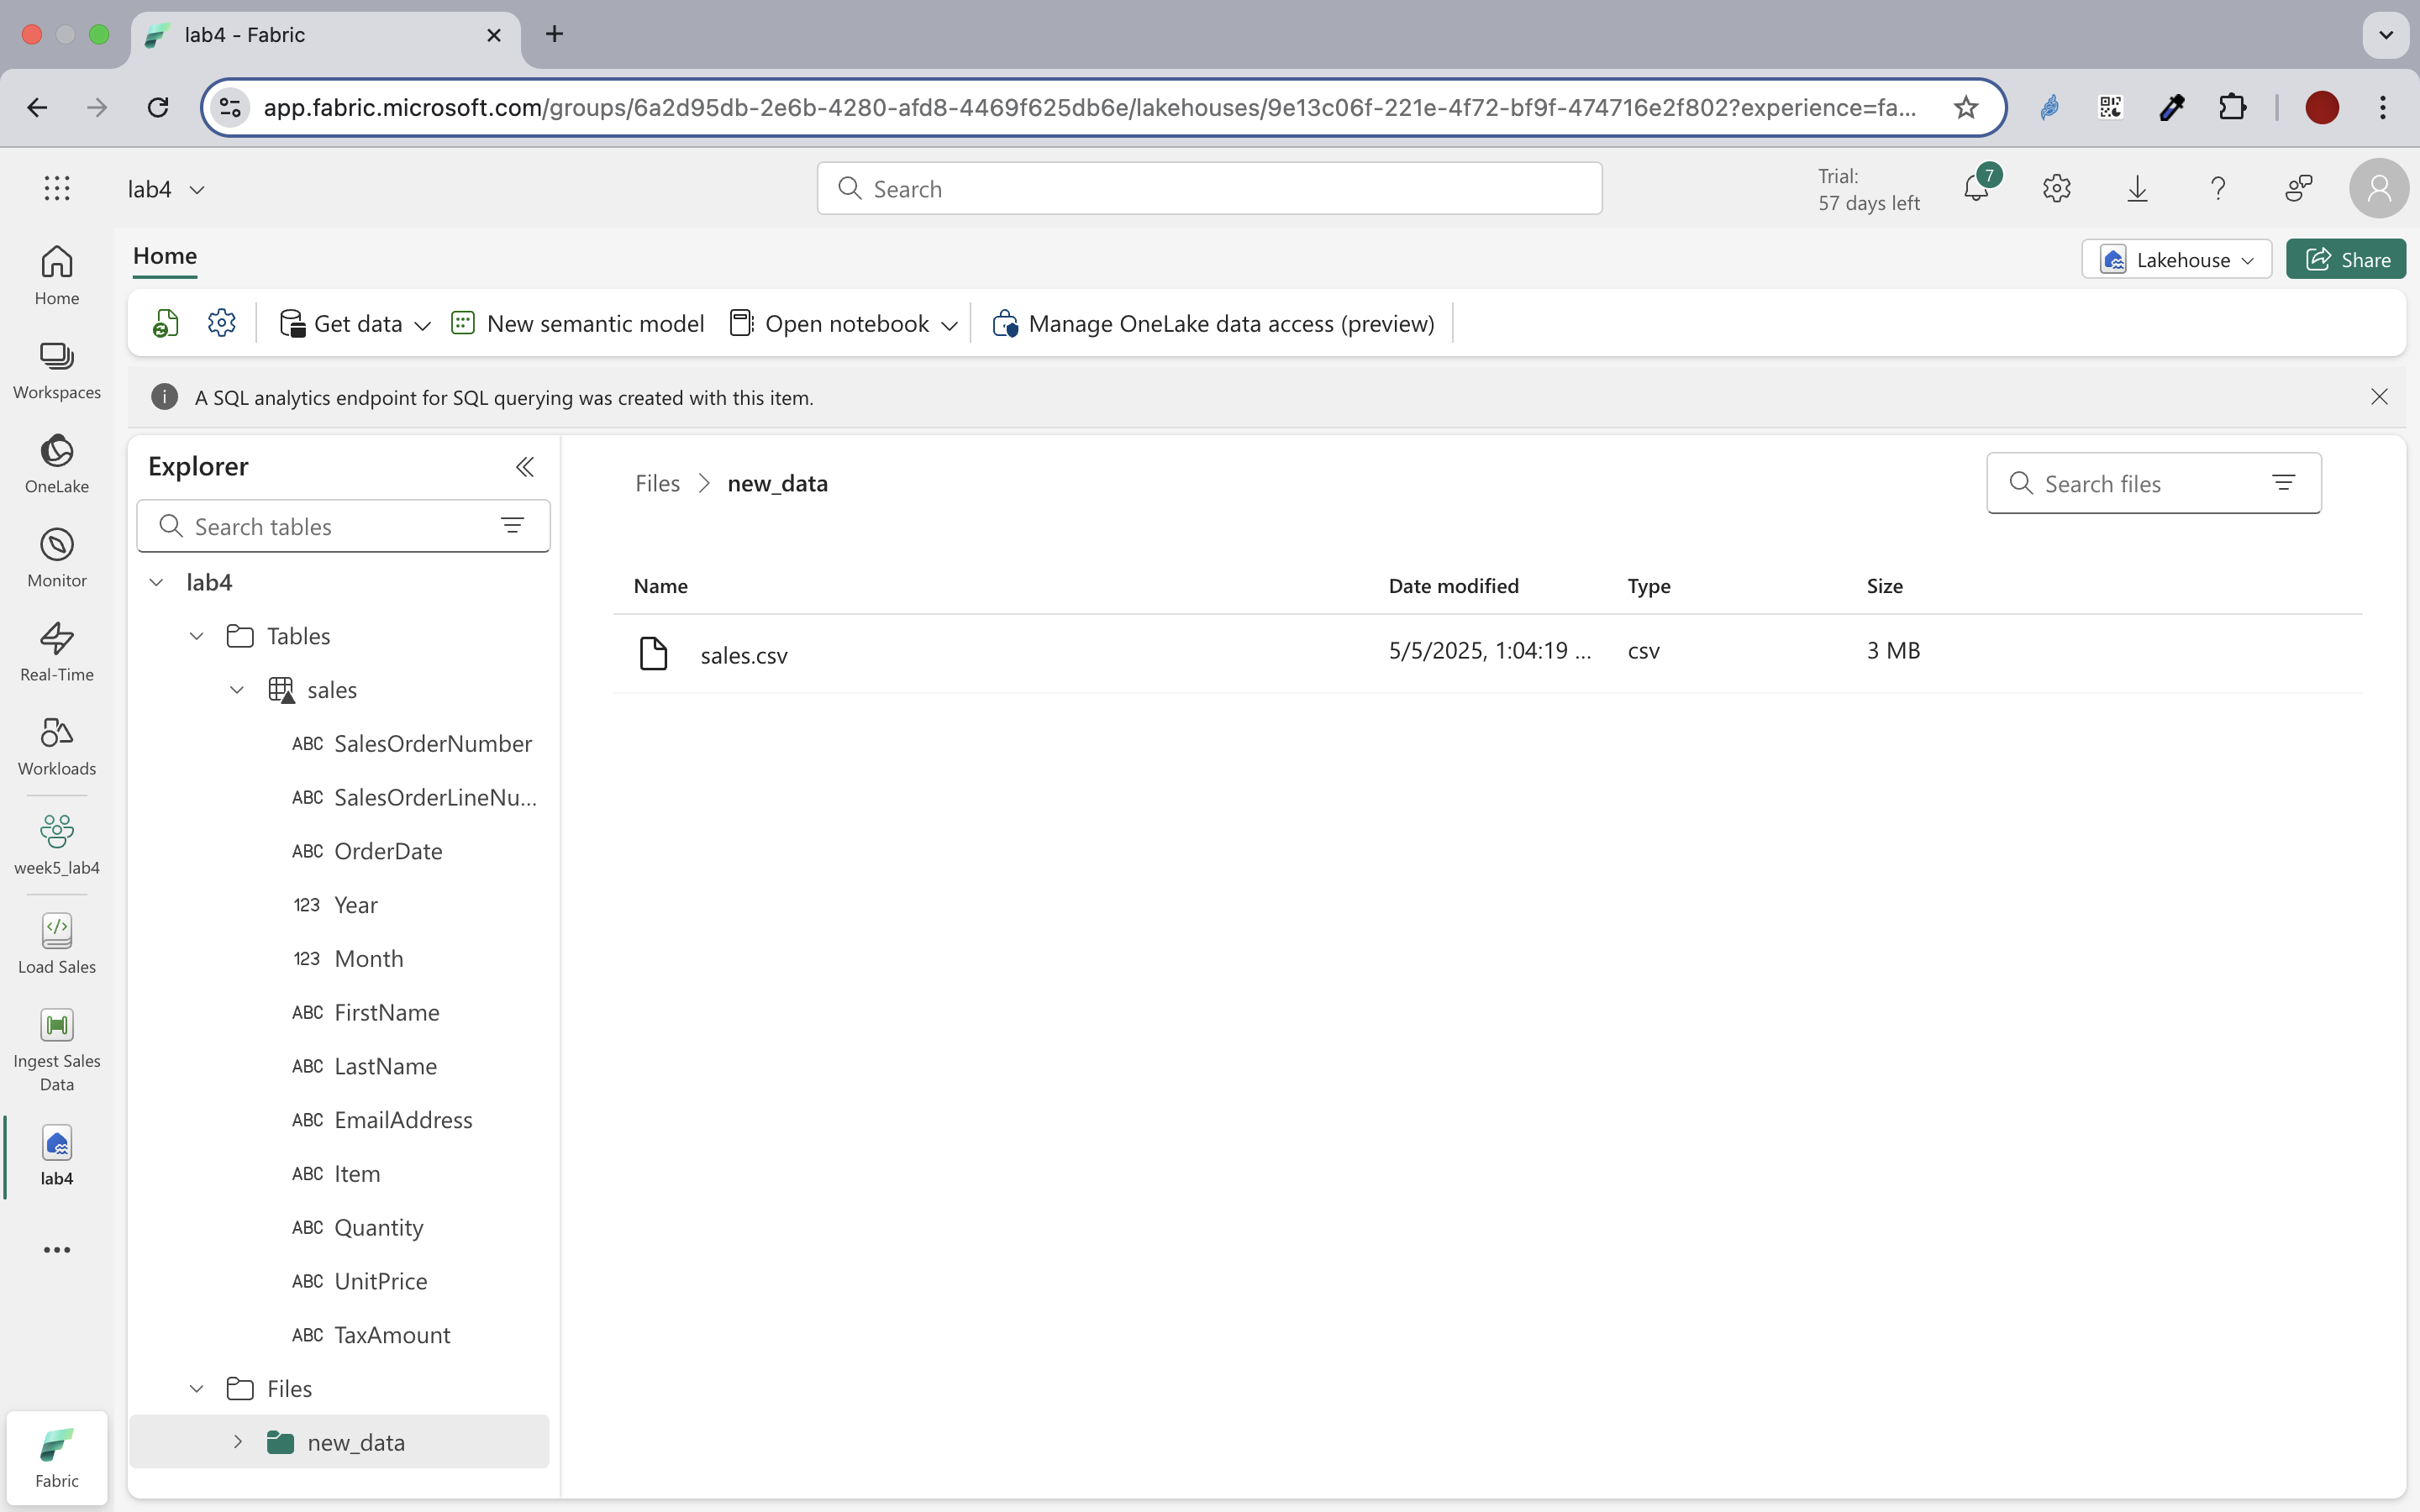 lab4 - Fabric
app.fabric.microsoft.com/groups/6a2d95db-2e6b-4280-afd8-4469f625db6e/lakehouses/9e13c06f-221e-4f72-bf9f-474716e2f802?experience=fa...
lab4
Search
Trial:
57 days left
7
Home
Lakehouse
Share
Get data
New semantic model
Open notebook
Manage OneLake data access (preview)
A SQL analytics endpoint for SQL querying was created with this item.
Home
Workspaces
OneLake
Monitor
Real-Time
Workloads
week5_lab4
Load Sales
Ingest Sales
Data
lab4
Fabric
Explorer
Search tables
lab4
Tables
sales
ABC SalesOrderNumber
ABC SalesOrderLineNu...
ABC OrderDate
123 Year
123 Month
ABC FirstName
ABC LastName
ABC EmailAddress
ABC Item
ABC Quantity
ABC UnitPrice
ABC TaxAmount
Files
new_data
Files > new_data
Search files
Name Date modified Type Size
sales.csv 5/5/2025, 1:04:19 ... csv 3 MB